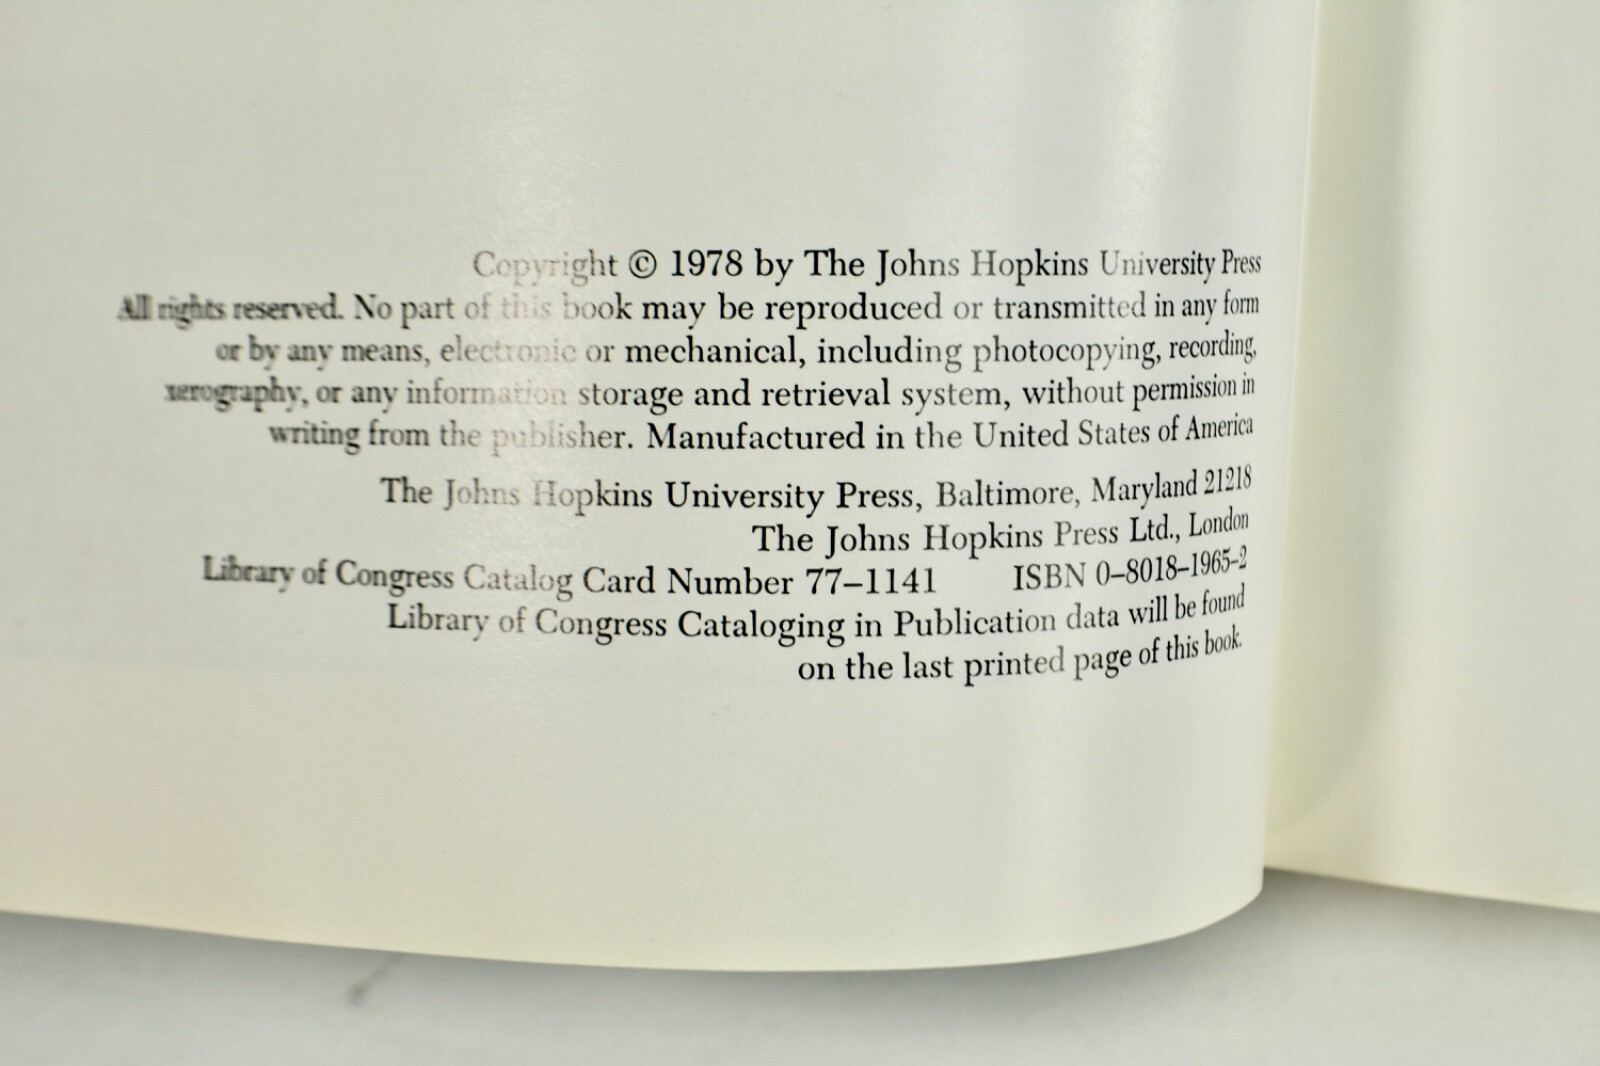 Copyright © 1978 by The Johns Hopkins University Press
All rights reserved. No part of this book may be reproduced or transmitted in any form
or by any means, electronic or mechanical, including photocopying, recording,
xerography, or any information storage and retrieval system, without permission in
writing from the publisher. Manufactured in the United States of America
The Johns Hopkins University Press, Baltimore, Maryland 21218
The Johns Hopkins Press Ltd., London
Library of Congress Catalog Card Number 77–1141 ISBN 0–8018–1965–2
Library of Congress Cataloging in Publication data will be found
on the last printed page of this book.